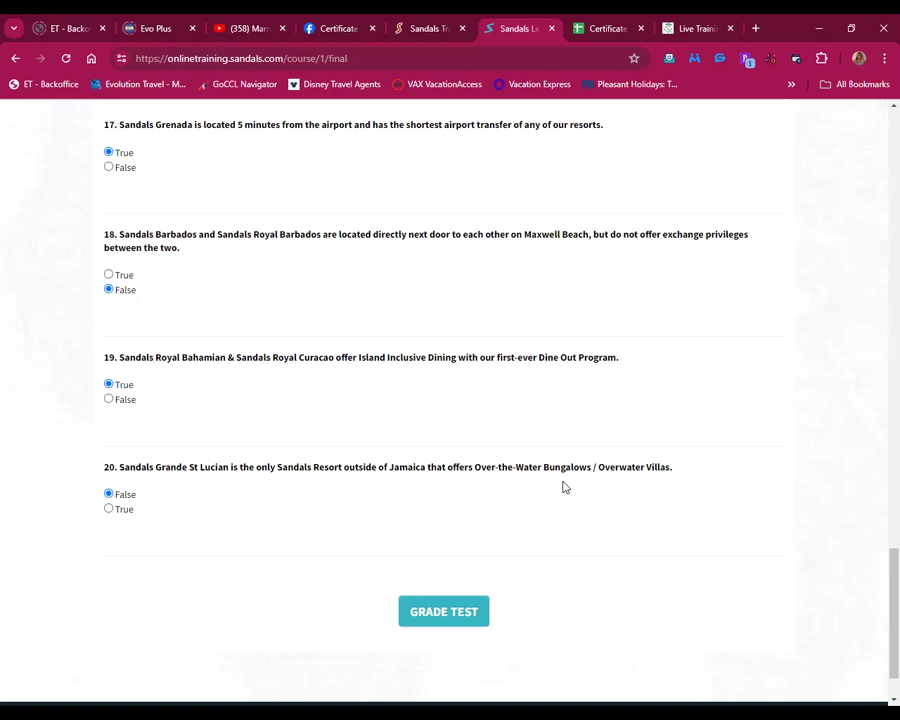 ET - Backo
Evo Plus
(358) Marr
Certificate
Sandals Tr
Sandals Le
Certificate
Live Traini
https://onlinetraining.sandals.com/course/1/final
3
ET - Backoffice
Evolution Travel - M...
GoCCL Navigator
Disney Travel Agents
VAX VacationAccess
Vacation Express
Pleasant Holidays: T...
All Bookmarks
17. Sandals Grenada is located 5 minutes from the airport and has the shortest airport transfer of any of our resorts.
True
False
18. Sandals Barbados and Sandals Royal Barbados are located directly next door to each other on Maxwell Beach, but do not offer exchange privileges
between the two.
True
False
19. Sandals Royal Bahamian & Sandals Royal Curacao offer Island Inclusive Dining with our first-ever Dine Out Program.
True
False
20. Sandals Grande St Lucian is the only Sandals Resort outside of Jamaica that offers Over-the-Water Bungalows / Overwater Villas.
False
True
GRADE TEST